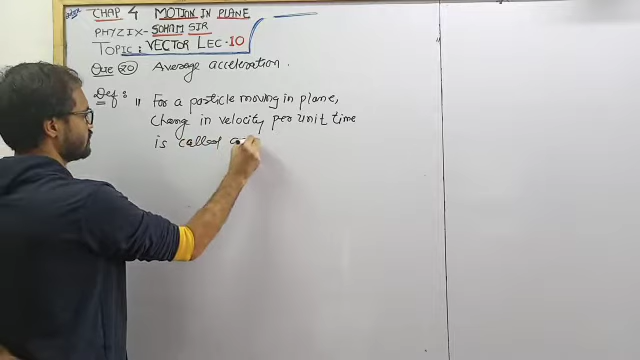 CHAP 4 MOTION IN PLANE
PHYZIX - SOHAM SIR
TOPIC : VECTOR LEC-10
Que 20 Average acceleration.
Def : " For a particle moving in plane,
change in velocity per unit time
is called